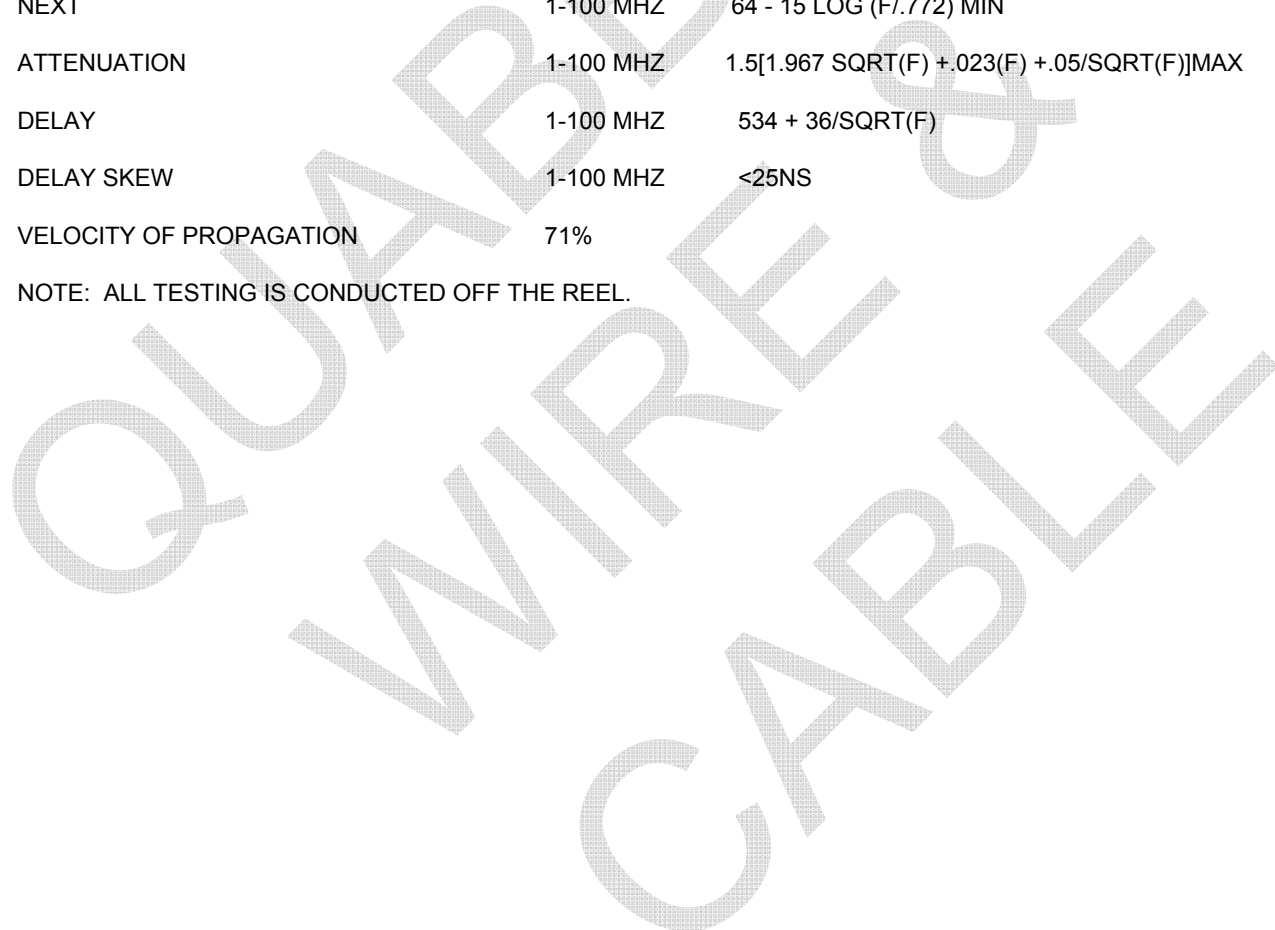 NEXT 1-100 MHZ 64 - 15 LOG (F/.772) MIN
ATTENUATION 1-100 MHZ 1.5[1.967 SQRT(F) +.023(F) +.05/SQRT(F)]MAX
DELAY 1-100 MHZ 534 + 36/SQRT(F)
DELAY SKEW 1-100 MHZ <25NS
VELOCITY OF PROPAGATION 71%
NOTE: ALL TESTING IS CONDUCTED OFF THE REEL.
QUABB
WIRE &
CABLE